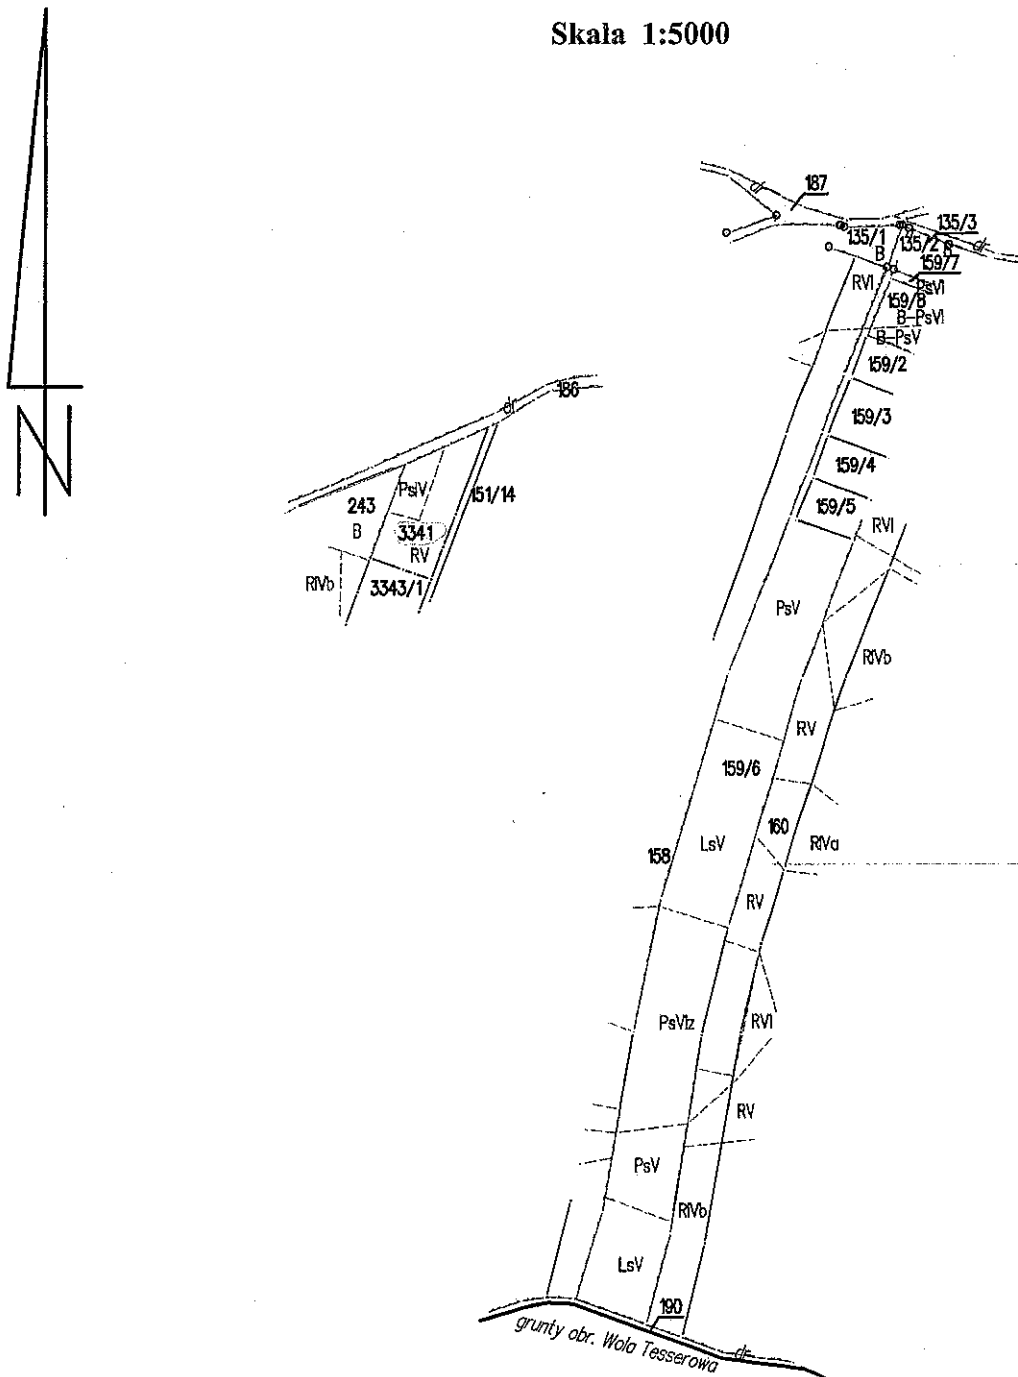 Skala 1:5000
N
dr
187
135/1
B
135/2
135/3
B
dr
159/7
RVI
PsVI
159/8
B-PsVI
B-PsV
159/2
186
dr
159/3
159/4
PsIV
151/14
243
B
3341
RV
159/5
RVI
RIVb
3343/1
PsV
RIVb
RV
159/6
160
LsV
RIVa
158
RV
PsVIz
RVI
RV
PsV
RIVb
LsV
190
grunty obr. Wola Tesserowa
dr